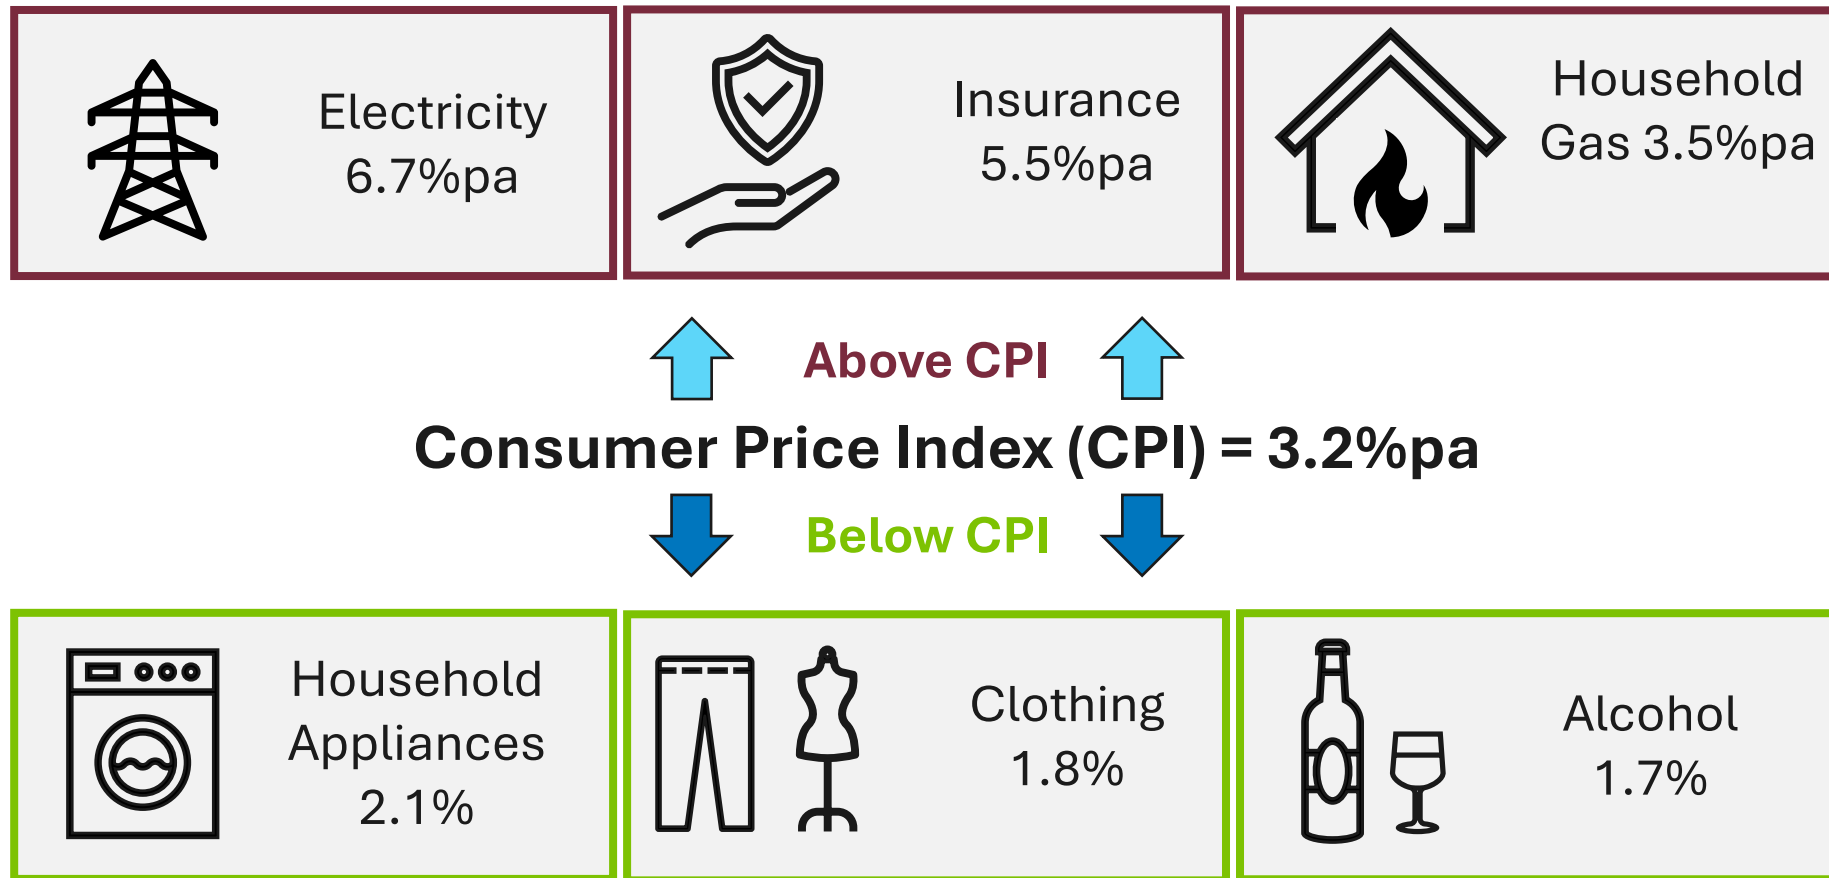 Electricity
6.7%pa
Insurance
5.5%pa
Household
Gas 3.5%pa
Above CPI
Consumer Price Index (CPI) = 3.2%pa
Below CPI
Household
Appliances
2.1%
Clothing
1.8%
Alcohol
1.7%